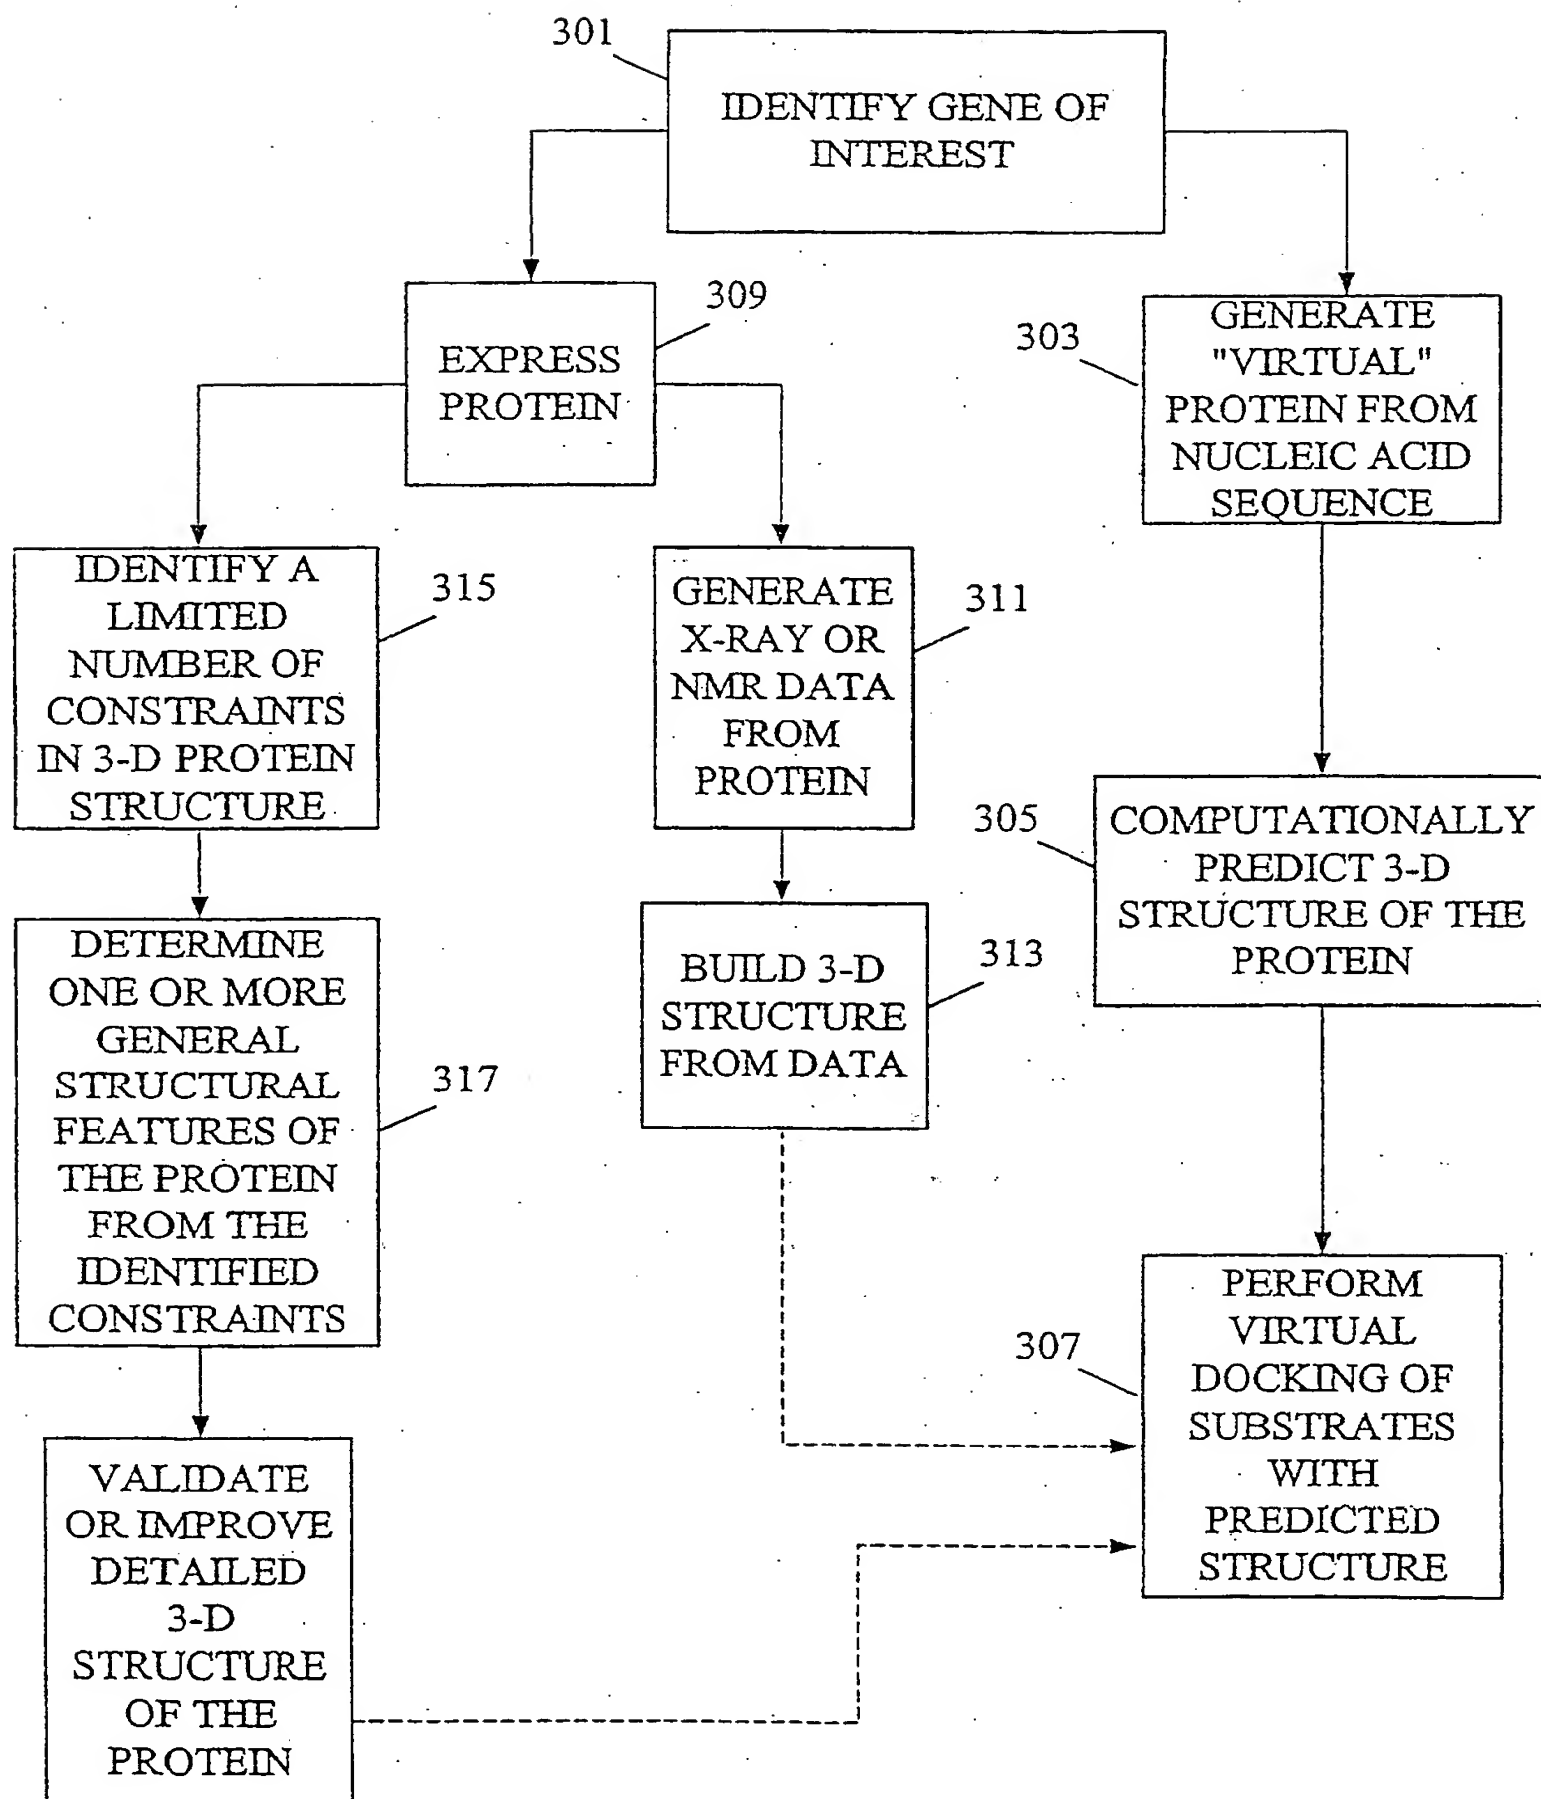 301
IDENTIFY GENE OF
INTEREST
309
EXPRESS
PROTEIN
303
GENERATE
"VIRTUAL"
PROTEIN FROM
NUCLEIC ACID
SEQUENCE
IDENTIFY A
LIMITED
NUMBER OF
CONSTRAINTS
IN 3-D PROTEIN
STRUCTURE
315
GENERATE
X-RAY OR
NMR DATA
FROM
PROTEIN
311
305
COMPUTATIONALLY
PREDICT 3-D
STRUCTURE OF THE
PROTEIN
DETERMINE
ONE OR MORE
GENERAL
STRUCTURAL
FEATURES OF
THE PROTEIN
FROM THE
IDENTIFIED
CONSTRAINTS
317
BUILD 3-D
STRUCTURE
FROM DATA
313
307
PERFORM
VIRTUAL
DOCKING OF
SUBSTRATES
WITH
PREDICTED
STRUCTURE
VALIDATE
OR IMPROVE
DETAILED
3-D
STRUCTURE
OF THE
PROTEIN